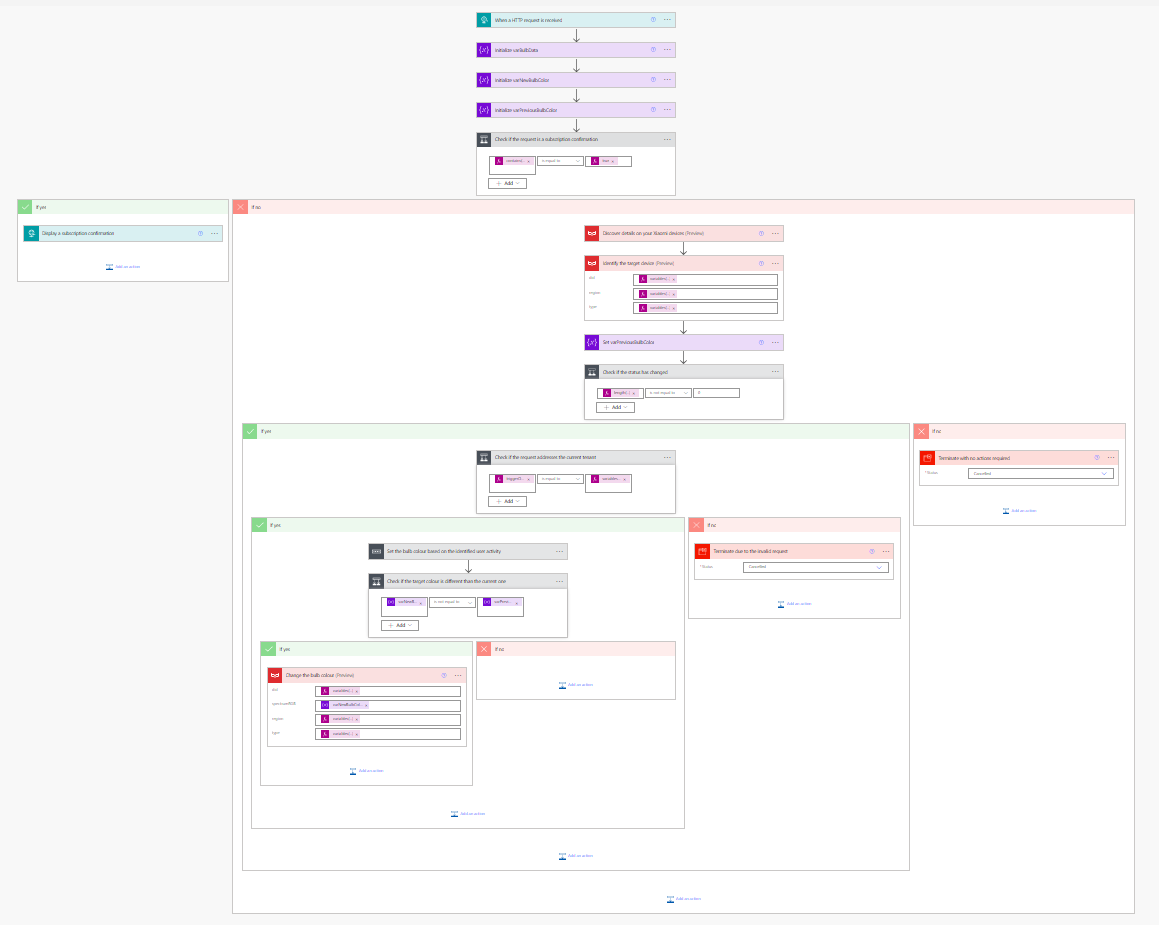 When a HTTP request is received
Initialize varBulbData
Initialize varNewBulbColor
Initialize varPreviousBulbColor
Check if the request is a subscription confirmation
is equal to
true
Add
If yes
If no
Display a subscription confirmation
Add an action
Discover details on your Xiaomi devices (Preview)
Identify the target device (Preview)
did
variables(...)
region
variables(...)
type
variables(...)
Set varPreviousBulbColor
Check if the status has changed
length(...)
is not equal to
0
Add
If yes
If no
Check if the request addresses the current tenant
is equal to
Add
Terminate with no actions required
*Status
Cancelled
Add an action
If yes
If no
Set the bulb colour based on the identified user activity
Check if the target colour is different than the current one
is not equal to
Add
Terminate due to the invalid request
*Status
Cancelled
Add an action
If yes
If no
Change the bulb colour (Preview)
did
variables(...)
spectrumRGB
varNewBulbCol...
region
variables(...)
type
variables(...)
Add an action
Add an action
Add an action
Add an action
Add an action